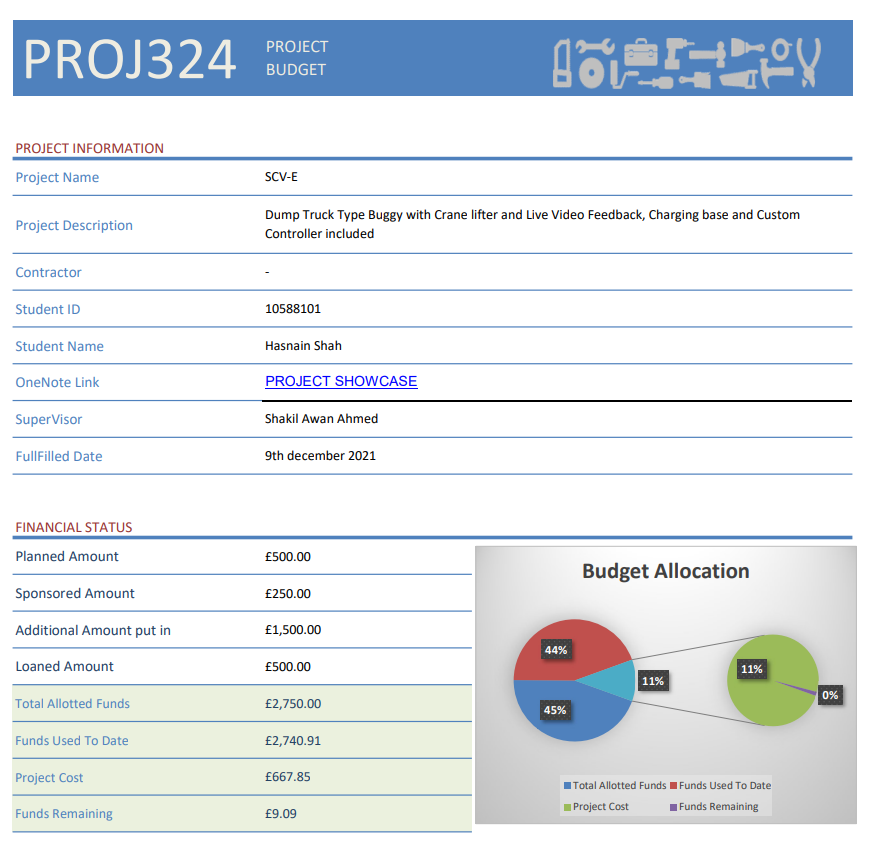 PROJ324
PROJECT
BUDGET
PROJECT INFORMATION
Project Name SCV-E
Project Description Dump Truck Type Buggy with Crane lifter and Live Video Feedback, Charging base and Custom
Controller included
Contractor -
Student ID 10588101
Student Name Hasnain Shah
OneNote Link PROJECT SHOWCASE
SuperVisor Shakil Awan Ahmed
FullFilled Date 9th december 2021
FINANCIAL STATUS
Planned Amount £500.00
Sponsored Amount £250.00
Additional Amount put in £1,500.00
Loaned Amount £500.00
Total Allotted Funds £2,750.00
Funds Used To Date £2,740.91
Project Cost £667.85
Funds Remaining £9.09
Budget Allocation
44%
11%
45%
11%
0%
Total Allotted Funds Funds Used To Date
Project Cost Funds Remaining